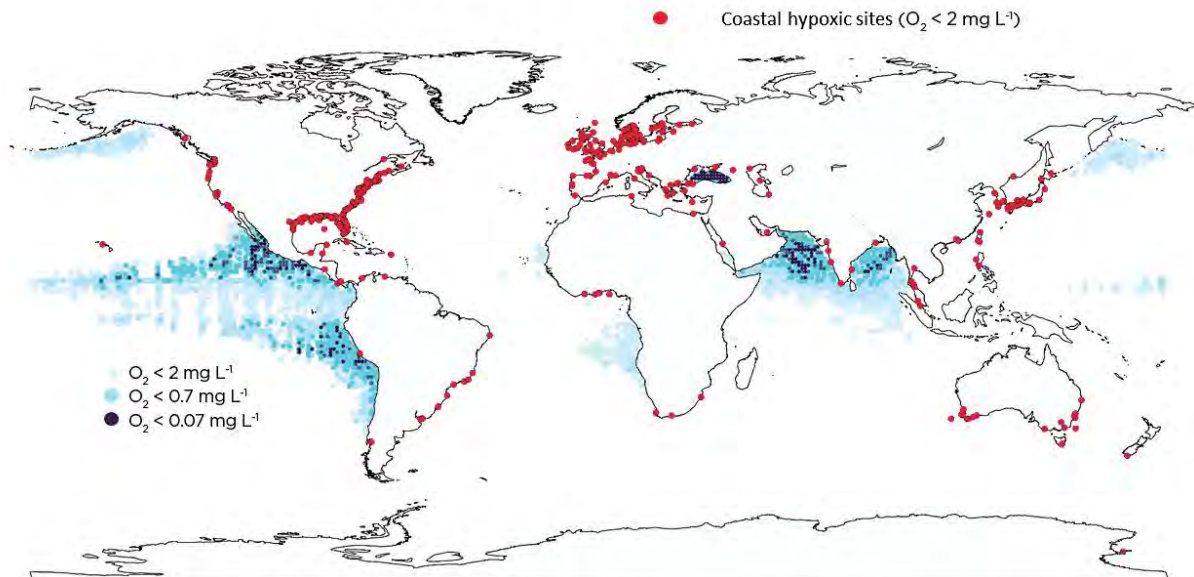 Coastal hypoxic sites (O₂ < 2 mg L⁻¹)
O₂ < 2 mg L⁻¹
O₂ < 0.7 mg L⁻¹
O₂ < 0.07 mg L⁻¹